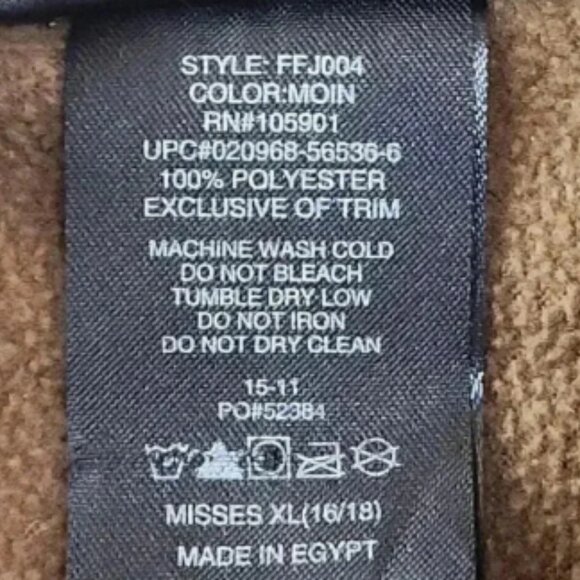 STYLE: FFJ004
COLOR:MOIN
RN#105901
UPC#020968-56536-6
100% POLYESTER
EXCLUSIVE OF TRIM
MACHINE WASH COLD
DO NOT BLEACH
TUMBLE DRY LOW
DO NOT IRON
DO NOT DRY CLEAN
15-11
PO#52384
MISSES XL(16/18)
MADE IN EGYPT